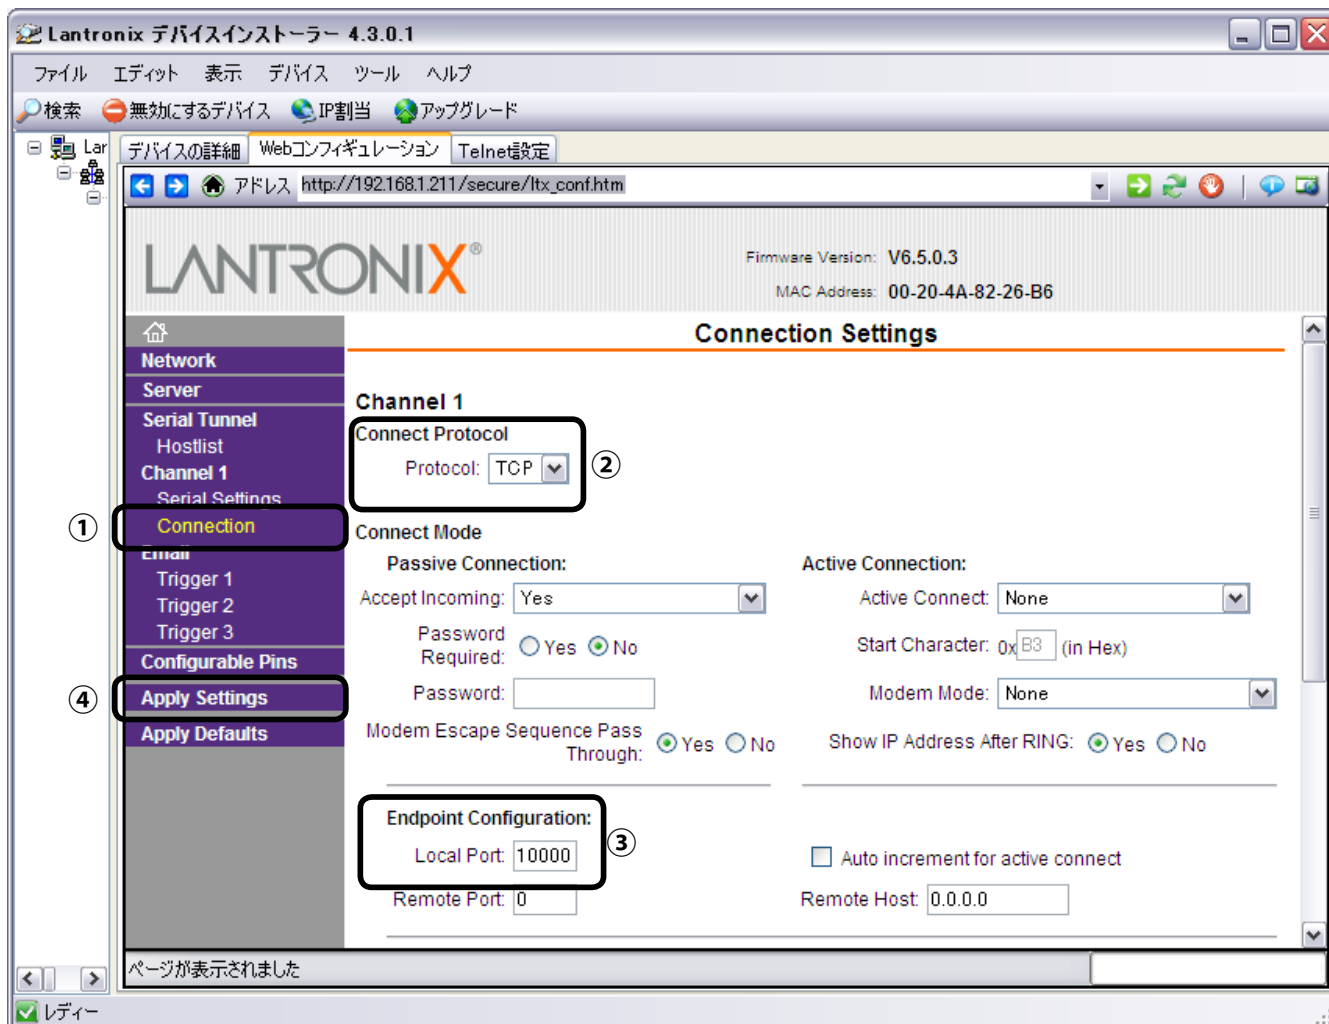 Lantronix デバイスインストーラー 4.3.0.1
ファイル エディット 表示 デバイス ツール ヘルプ
検索 無効にするデバイス IP割当 アップグレード
Lar
デバイスの詳細 Webコンフィギュレーション Telnet設定
アドレス http://192.168.1.211/secure/ltx_conf.htm
LANTRONIX®
Firmware Version: V6.5.0.3
MAC Address: 00-20-4A-82-26-B6
Connection Settings
Network
Server
Serial Tunnel
Hostlist
Channel 1
Serial Settings
① Connection
Email
Trigger 1
Trigger 2
Trigger 3
Configurable Pins
④ Apply Settings
Apply Defaults
Channel 1
Connect Protocol
Protocol: TCP ②
Connect Mode
Passive Connection:
Accept Incoming: Yes
Password Required: Yes No
Password:
Modem Escape Sequence Pass Through: Yes No
Active Connection:
Active Connect: None
Start Character: 0x B3 (in Hex)
Modem Mode: None
Show IP Address After RING: Yes No
Endpoint Configuration:
Local Port: 10000 ③
Auto increment for active connect
Remote Port: 0
Remote Host: 0.0.0.0
ページが表示されました
レディー